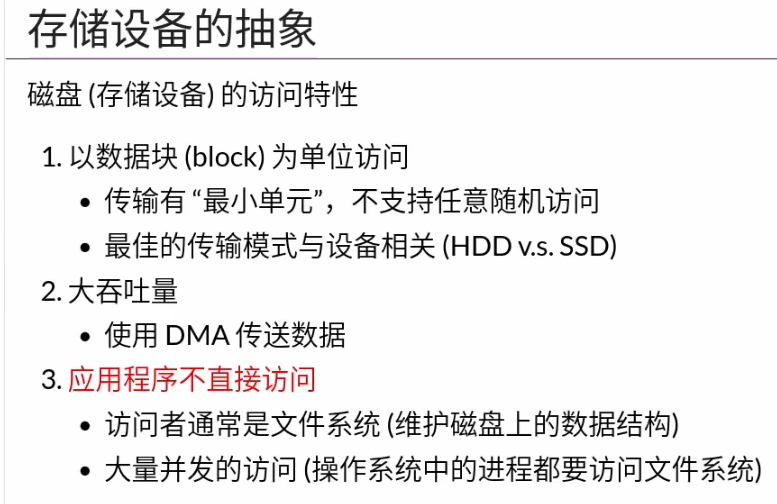 存储设备的抽象
磁盘 (存储设备) 的访问特性
1. 以数据块 (block) 为单位访问
• 传输有 “最小单元”，不支持任意随机访问
• 最佳的传输模式与设备相关 (HDD v.s. SSD)
2. 大吞吐量
• 使用 DMA 传送数据
3. 应用程序不直接访问
• 访问者通常是文件系统 (维护磁盘上的数据结构)
• 大量并发的访问 (操作系统中的进程都要访问文件系统)